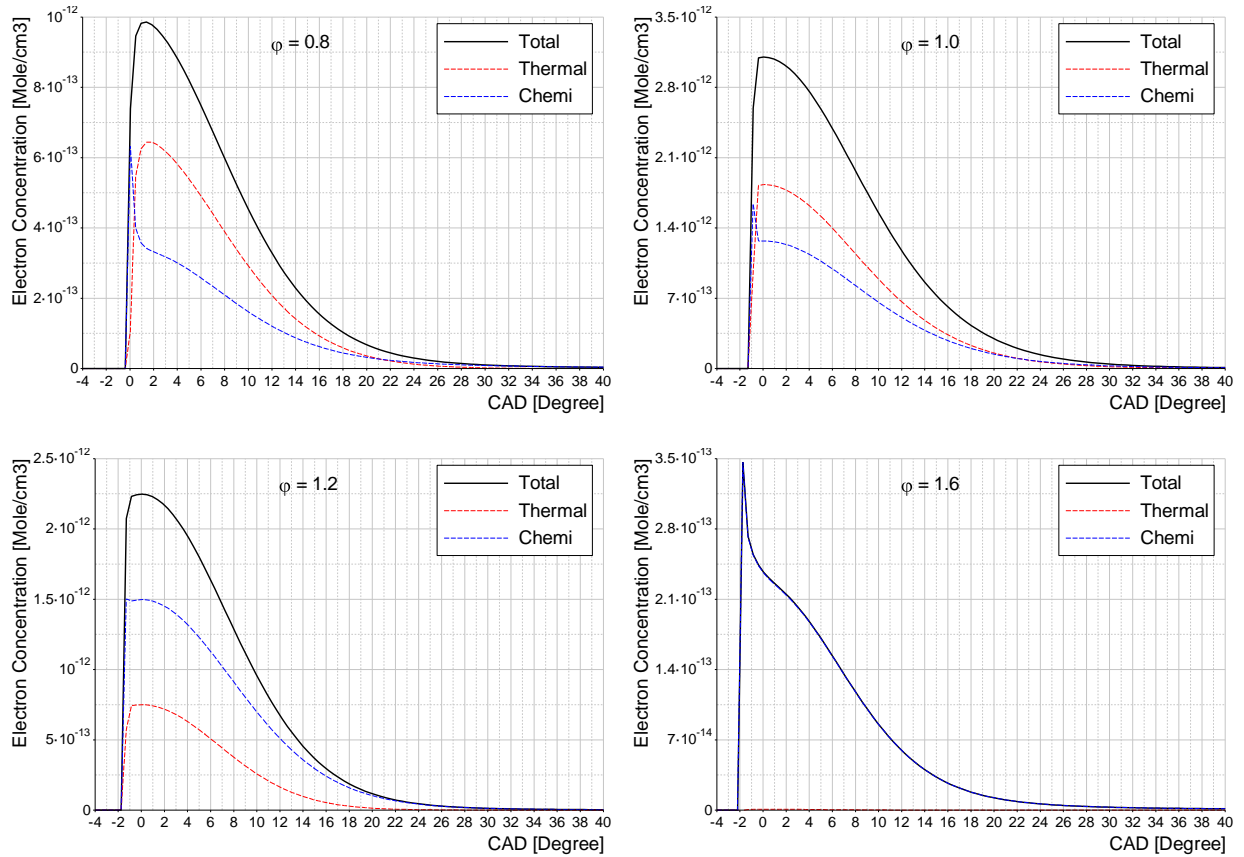 φ = 0.8
Total
Thermal
Chemi
Electron Concentration [Mole/cm3]
10⁻¹²
8·10⁻¹³
6·10⁻¹³
4·10⁻¹³
2·10⁻¹³
0
-4 -2 0 2 4 6 8 10 12 14 16 18 20 22 24 26 28 30 32 34 36 38 40
CAD [Degree]
φ = 1.0
Total
Thermal
Chemi
Electron Concentration [Mole/cm3]
3.5·10⁻¹²
2.8·10⁻¹²
2.1·10⁻¹²
1.4·10⁻¹²
7·10⁻¹³
0
-4 -2 0 2 4 6 8 10 12 14 16 18 20 22 24 26 28 30 32 34 36 38 40
CAD [Degree]
φ = 1.2
Total
Thermal
Chemi
Electron Concentration [Mole/cm3]
2.5·10⁻¹²
2·10⁻¹²
1.5·10⁻¹²
10⁻¹²
5·10⁻¹³
0
-4 -2 0 2 4 6 8 10 12 14 16 18 20 22 24 26 28 30 32 34 36 38 40
CAD [Degree]
φ = 1.6
Total
Thermal
Chemi
Electron Concentration [Mole/cm3]
3.5·10⁻¹³
2.8·10⁻¹³
2.1·10⁻¹³
1.4·10⁻¹³
7·10⁻¹⁴
0
-4 -2 0 2 4 6 8 10 12 14 16 18 20 22 24 26 28 30 32 34 36 38 40
CAD [Degree]